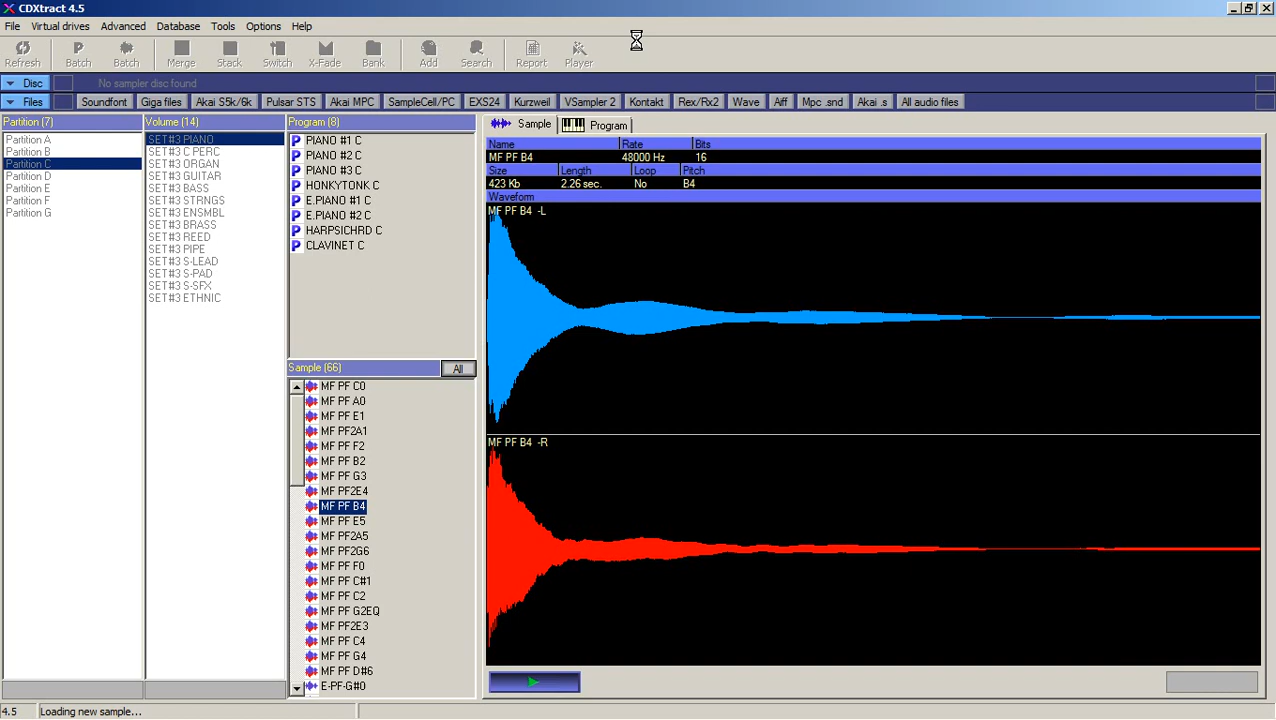 CDXtract 4.5
File Virtual drives Advanced Database Tools Options Help
Refresh Batch Batch Merge Stack Switch X-Fade Bank Add Search Report Player
Disc No sampler disc found
Files Soundfont Giga files Akai S5k/6k Pulsar STS Akai MPC SampleCell/PC EXS24 Kurzweil VSampler 2 Kontakt Rex/Rx2 Wave Aiff Mpc .snd Akai .s All audio files
Partition (7)
Partition A
Partition B
Partition C
Partition D
Partition E
Partition F
Partition G
Volume (14)
SET#3 PIANO
SET#3 C PERC
SET#3 ORGAN
SET#3 GUITAR
SET#3 BASS
SET#3 STRNGS
SET#3 ENSMBL
SET#3 BRASS
SET#3 REED
SET#3 PIPE
SET#3 S-LEAD
SET#3 S-PAD
SET#3 S-SFX
SET#3 ETHNIC
Program (8)
P PIANO #1 C
P PIANO #2 C
P PIANO #3 C
P HONKYTONK C
P E.PIANO #1 C
P E.PIANO #2 C
P HARPSICHRD C
P CLAVINET C
Sample (66) All
MF PF C0
MF PF A0
MF PF E1
MF PF2A1
MF PF F2
MF PF B2
MF PF G3
MF PF2E4
MF PF B4
MF PF E5
MF PF2A5
MF PF2G6
MF PF F0
MF PF C#1
MF PF C2
MF PF G2EQ
MF PF2E3
MF PF C4
MF PF G4
MF PF D#6
E-PF-G#0
Sample Program
Name Rate Bits
MF PF B4 48000 Hz 16
Size Length Loop Pitch
423 Kb 2.26 sec. No B4
Waveform
MF PF B4 -L
MF PF B4 -R
4.5 Loading new sample...